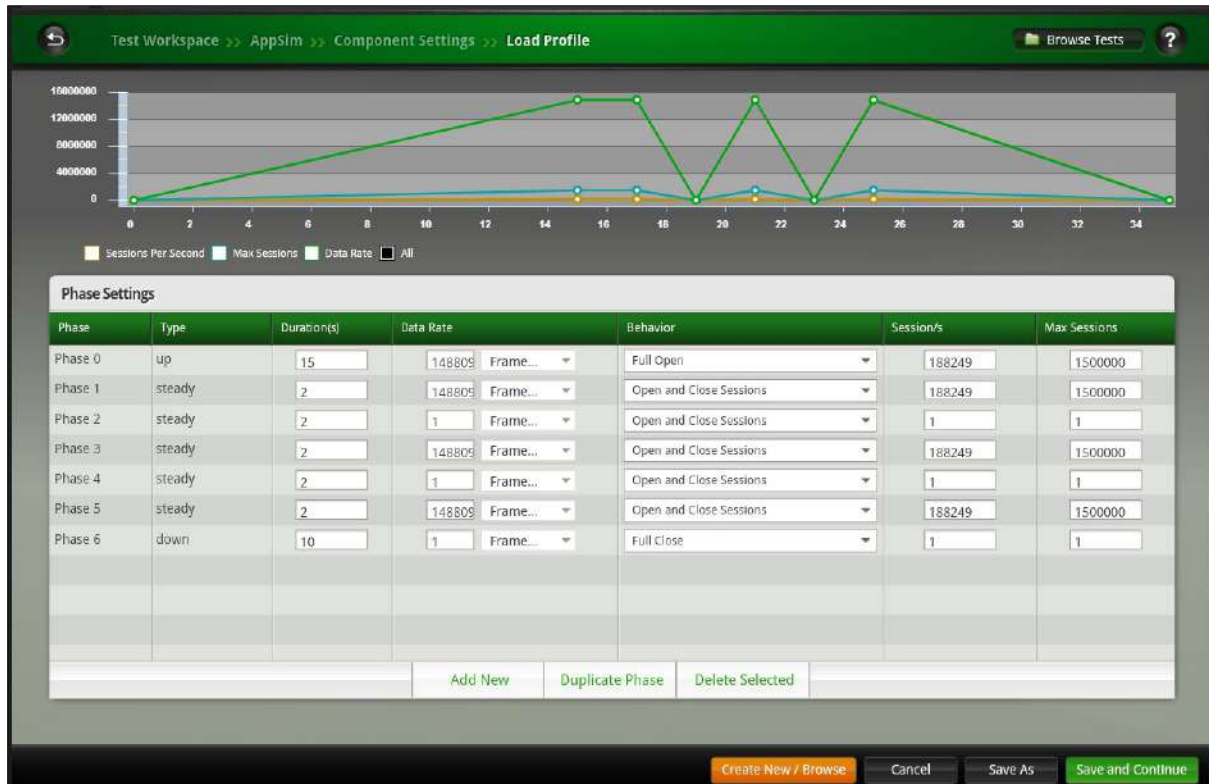 Test Workspace >> AppSim >> Component Settings >> Load Profile
Browse Tests ?
16000000
12000000
8000000
4000000
0
0 2 4 6 8 10 12 14 16 18 20 22 24 26 28 30 32 34
Sessions Per Second Max Sessions Data Rate All
Phase Settings
Phase Type Duration(s) Data Rate Behavior Session/s Max Sessions
Phase 0 up 15 148809 Frame... Full Open 188249 1500000
Phase 1 steady 2 148809 Frame... Open and Close Sessions 188249 1500000
Phase 2 steady 2 1 Frame... Open and Close Sessions 1 1
Phase 3 steady 2 148809 Frame... Open and Close Sessions 188249 1500000
Phase 4 steady 2 1 Frame... Open and Close Sessions 1 1
Phase 5 steady 2 148809 Frame... Open and Close Sessions 188249 1500000
Phase 6 down 10 1 Frame... Full Close 1 1
Add New Duplicate Phase Delete Selected
Create New / Browse Cancel Save As Save and Continue